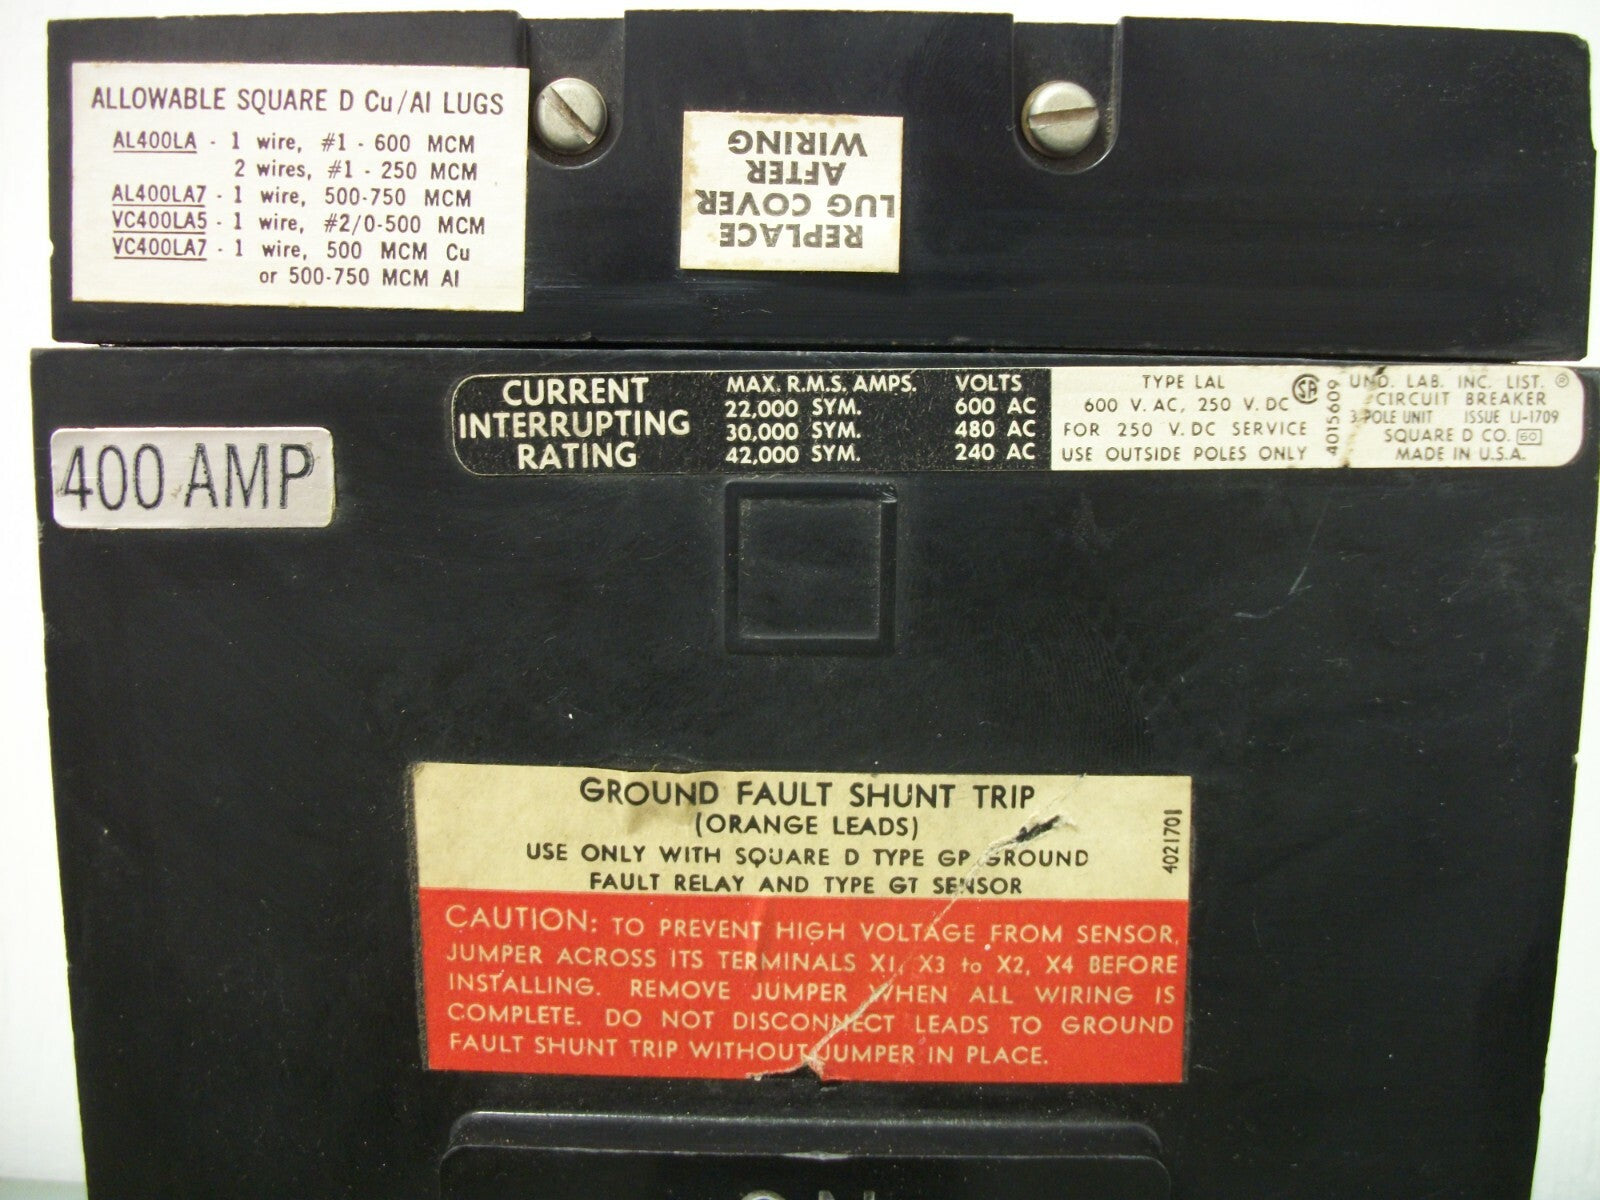 ALLOWABLE SQUARE D Cu/Al LUGS
AL400LA - 1 wire, #1 - 600 MCM
2 wires, #1 - 250 MCM
AL400LA7 - 1 wire, 500-750 MCM
VC400LA5 - 1 wire, #2/0-500 MCM
VC400LA7 - 1 wire, 500 MCM Cu
or 500-750 MCM Al
REPLACE
LUG COVER
AFTER
WIRING
400 AMP
CURRENT
INTERRUPTING
RATING
MAX. R.M.S. AMPS. VOLTS
22,000 SYM. 600 AC
30,000 SYM. 480 AC
42,000 SYM. 240 AC
TYPE LAL
600 V. AC, 250 V. DC
FOR 250 V. DC SERVICE
USE OUTSIDE POLES ONLY
SA
4015609
UND. LAB. INC. LIST. ®
CIRCUIT BREAKER
3 POLE UNIT ISSUE LJ-1709
SQUARE D CO. 60
MADE IN U.S.A.
GROUND FAULT SHUNT TRIP
(ORANGE LEADS)
USE ONLY WITH SQUARE D TYPE GP GROUND
FAULT RELAY AND TYPE GT SENSOR
4021701
CAUTION: TO PREVENT HIGH VOLTAGE FROM SENSOR,
JUMPER ACROSS ITS TERMINALS X1, X3 to X2, X4 BEFORE
INSTALLING. REMOVE JUMPER WHEN ALL WIRING IS
COMPLETE. DO NOT DISCONNECT LEADS TO GROUND
FAULT SHUNT TRIP WITHOUT JUMPER IN PLACE.
ON